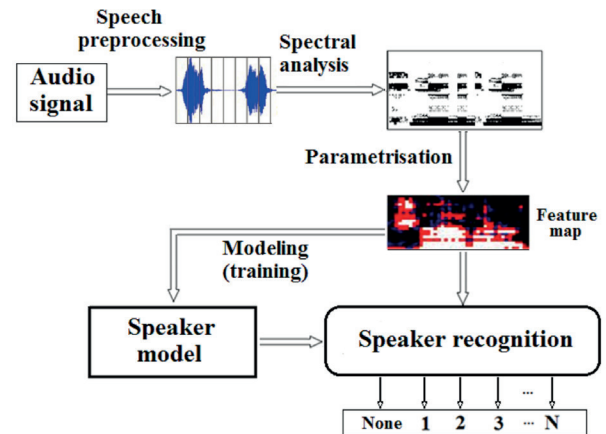 Speech
preprocessing
Spectral
analysis
Audio
signal
Parametrisation
Feature
map
Modeling
(training)
Speaker
model
Speaker recognition
...
None 1 2 3 ... N